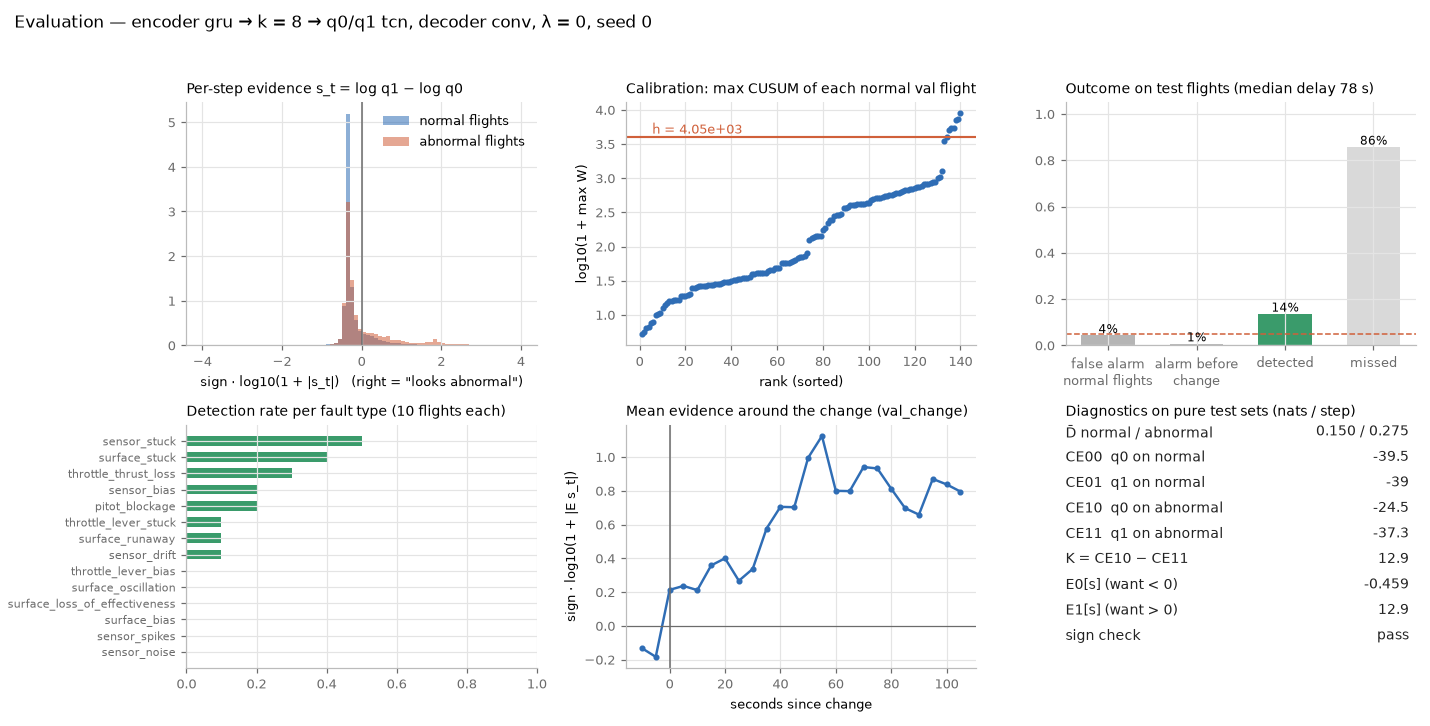 Evaluation — encoder gru → k = 8 → q0/q1 tcn, decoder conv, λ = 0, seed 0
Per-step evidence s_t = log q1 − log q0
normal flights
abnormal flights
5
4
3
2
1
0
−4
−2
0
2
4
sign · log10(1 + |s_t|)   (right = "looks abnormal")
Calibration: max CUSUM of each normal val flight
h = 4.05e+03
log10(1 + max W)
4.0
3.5
3.0
2.5
2.0
1.5
1.0
0
20
40
60
80
100
120
140
rank (sorted)
Outcome on test flights (median delay 78 s)
1.0
0.8
0.6
0.4
0.2
0.0
4%
1%
14%
86%
false alarm
normal flights
alarm before
change
detected
missed
Detection rate per fault type (10 flights each)
sensor_stuck
surface_stuck
throttle_thrust_loss
sensor_bias
pitot_blockage
throttle_lever_stuck
surface_runaway
sensor_drift
throttle_lever_bias
surface_oscillation
surface_loss_of_effectiveness
surface_bias
sensor_spikes
sensor_noise
0.0
0.2
0.4
0.6
0.8
1.0
Mean evidence around the change (val_change)
sign · log10(1 + |E s_t|)
1.0
0.8
0.6
0.4
0.2
0.0
−0.2
0
20
40
60
80
100
seconds since change
Diagnostics on pure test sets (nats / step)
D̄ normal / abnormal 0.150 / 0.275
CE00  q0 on normal -39.5
CE01  q1 on normal -39
CE10  q0 on abnormal -24.5
CE11  q1 on abnormal -37.3
K = CE10 − CE11 12.9
E0[s] (want < 0) -0.459
E1[s] (want > 0) 12.9
sign check pass